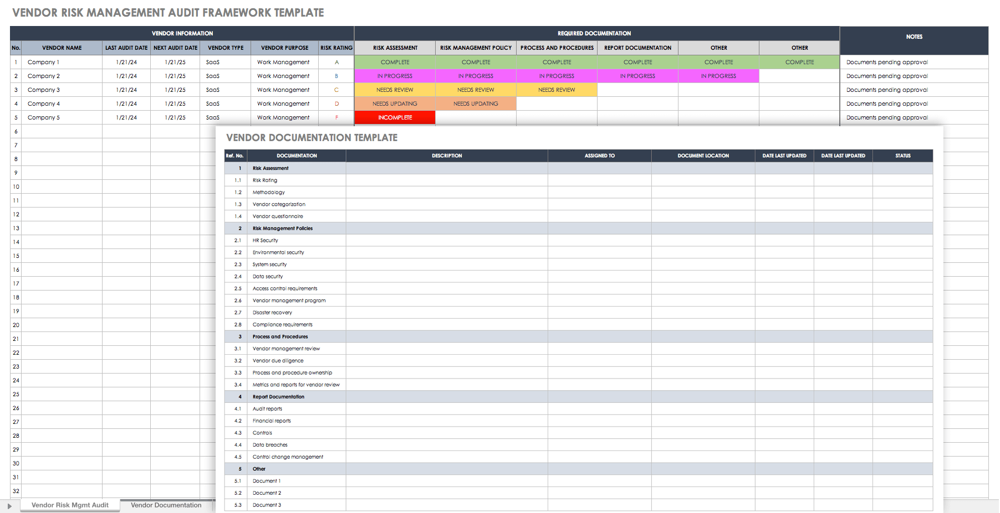 VENDOR RISK MANAGEMENT AUDIT FRAMEWORK TEMPLATE
VENDOR INFORMATION REQUIRED DOCUMENTATION NOTES
No. VENDOR NAME LAST AUDIT DATE NEXT AUDIT DATE VENDOR TYPE VENDOR PURPOSE RISK RATING RISK ASSESSMENT RISK MANAGEMENT POLICY PROCESS AND PROCEDURES REPORT DOCUMENTATION OTHER OTHER
1 Company 1 1/21/24 1/21/25 SaaS Work Management A COMPLETE COMPLETE COMPLETE COMPLETE COMPLETE COMPLETE Documents pending approval
2 Company 2 1/21/24 1/21/25 SaaS Work Management B IN PROGRESS IN PROGRESS IN PROGRESS IN PROGRESS IN PROGRESS Documents pending approval
3 Company 3 1/21/24 1/21/25 SaaS Work Management C NEEDS REVIEW NEEDS REVIEW NEEDS REVIEW Documents pending approval
4 Company 4 1/21/24 1/21/25 SaaS Work Management D NEEDS UPDATING NEEDS UPDATING Documents pending approval
5 Company 5 1/21/24 1/21/25 SaaS Work Management F INCOMPLETE Documents pending approval
6
7
8
9
10
11
12
13
14
15
16
17
18
19
20
21
22
23
24
25
26
27
28
29
30
31
32
Vendor Risk Mgmt Audit Vendor Documentation
VENDOR DOCUMENTATION TEMPLATE
Ref. No. DOCUMENTATION DESCRIPTION ASSIGNED TO DOCUMENT LOCATION DATE LAST UPDATED DATE LAST UPDATED STATUS
1 Risk Assessment
1.1 Risk Rating
1.2 Methodology
1.3 Vendor categorization
1.4 Vendor questionnaire
2 Risk Management Policies
2.1 HR Security
2.2 Environmental security
2.3 System security
2.4 Data security
2.5 Access control requirements
2.6 Vendor management program
2.7 Disaster recovery
2.8 Compliance requirements
3 Process and Procedures
3.1 Vendor management review
3.2 Vendor due diligence
3.3 Process and procedure ownership
3.4 Metrics and reports for vendor review
4 Report Documentation
4.1 Audit reports
4.2 Financial reports
4.3 Controls
4.4 Data breaches
4.5 Control change management
5 Other
5.1 Document 1
5.2 Document 2
5.3 Document 3